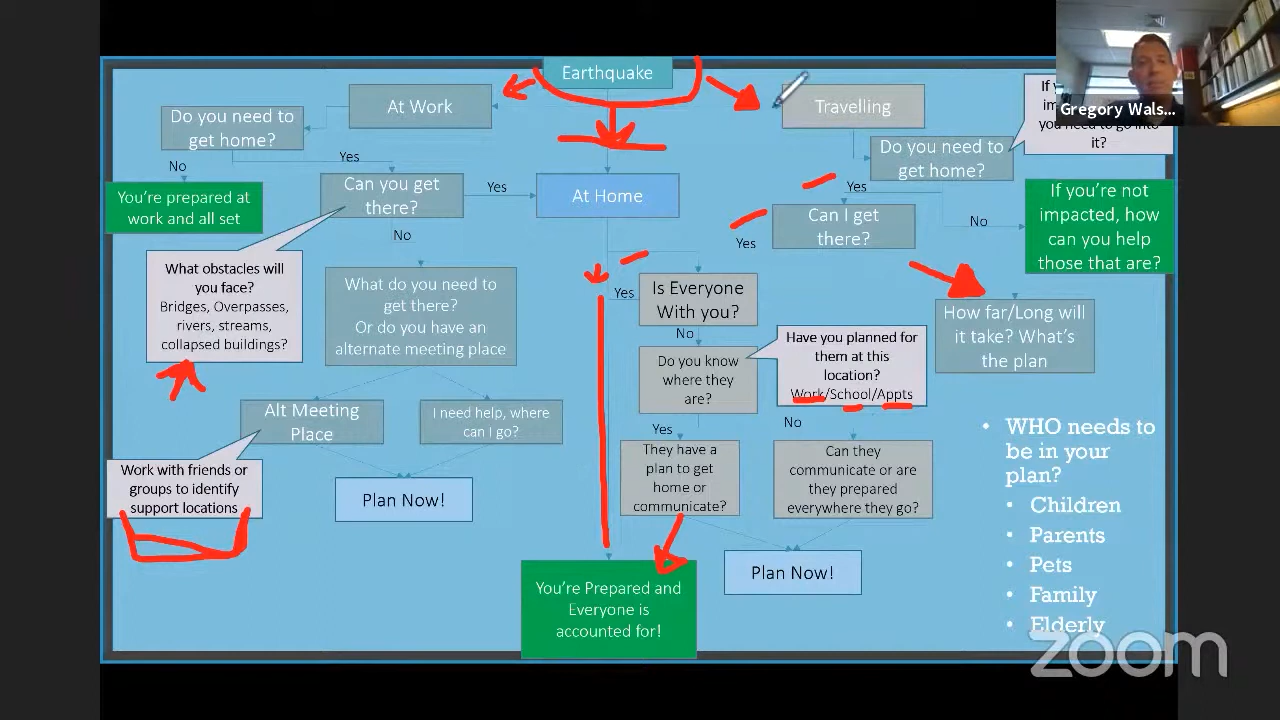 Earthquake
At Work
Do you need to
get home?
No
Yes
You're prepared at
work and all set
Can you get
there?
Yes
No
What obstacles will
you face?
Bridges, Overpasses,
rivers, streams,
collapsed buildings?
What do you need to
get there?
Or do you have an
alternate meeting place
Alt Meeting
Place
I need help, where
can I go?
Work with friends or
groups to identify
support locations
Plan Now!
At Home
Yes
Is Everyone
With you?
No
Do you know
where they
are?
Have you planned for
them at this
location?
Work/School/Appts
Yes
No
They have a
plan to get
home or
communicate?
Can they
communicate or are
they prepared
everywhere they go?
Plan Now!
You're Prepared and
Everyone is
accounted for!
Travelling
Do you need to
get home?
If
you need to go into
it?
Yes
No
Can I get
there?
Yes
If you're not
impacted, how
can you help
those that are?
How far/Long will
it take? What's
the plan
• WHO needs to
be in your
plan?
• Children
• Parents
• Pets
• Family
• Elderly
Gregory Wals...
zoom